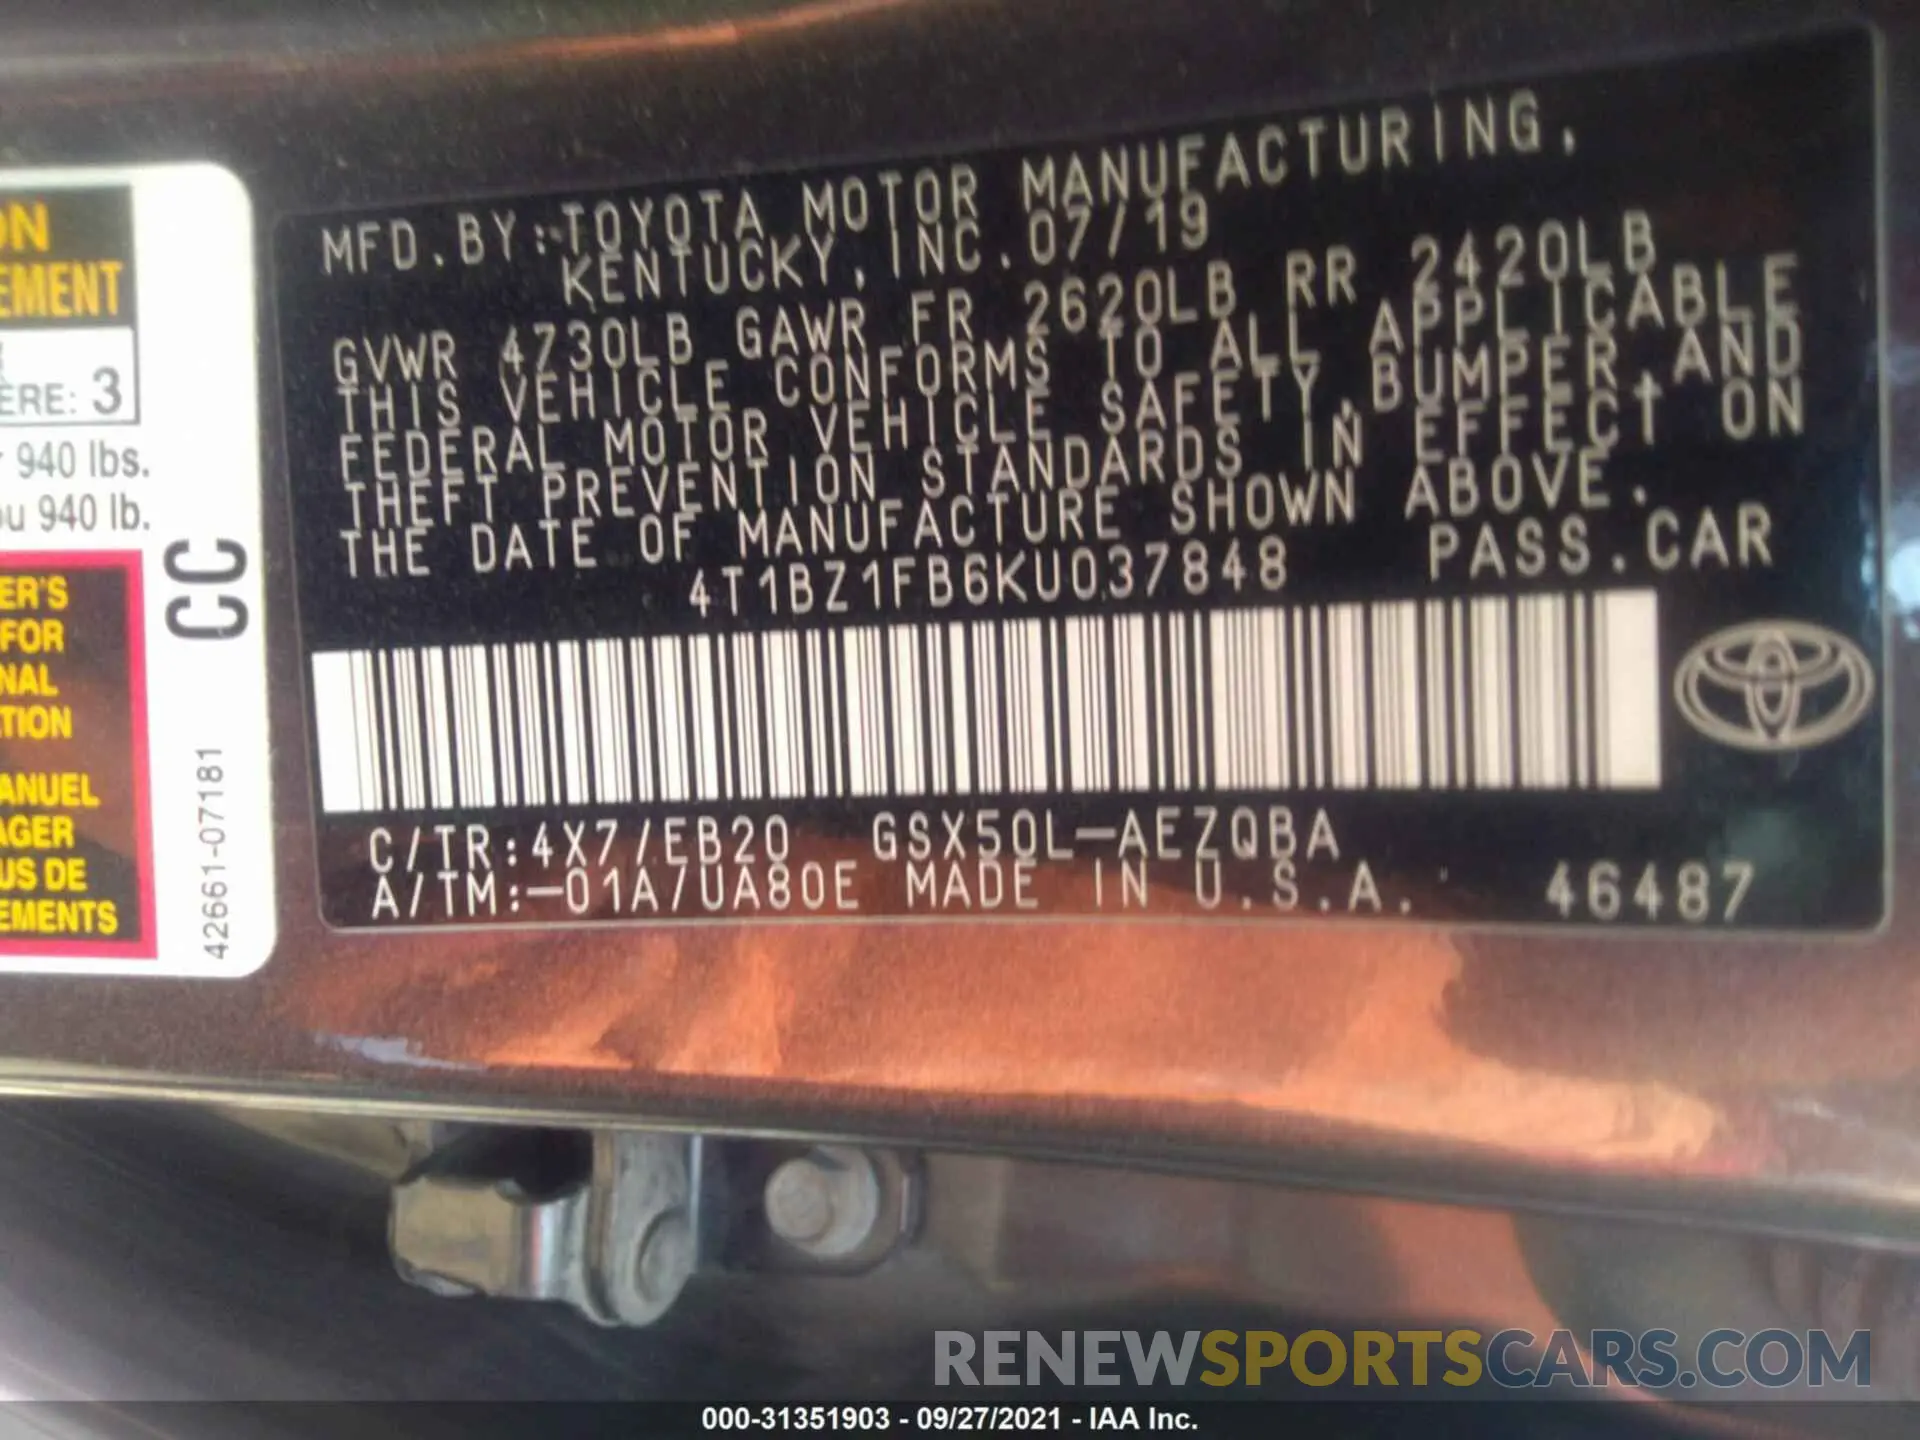 ON
EMENT
ERE: 3
r 940 lbs.
ou 940 lb.
ER'S
FOR
NAL
TION
ANUEL
AGER
US DE
EMENTS
CC
42661-07181
MFD.BY:TOYOTA MOTOR MANUFACTURING,
KENTUCKY, INC. 07/19
GVWR 4730LB GAWR FR 2620LB RR 2420LB
THIS VEHICLE CONFORMS TO ALL APPLICABLE
FEDERAL MOTOR VEHICLE SAFETY, BUMPER, AND
THEFT PREVENTION STANDARDS IN EFFECT ON
THE DATE OF MANUFACTURE SHOWN ABOVE.
4T1BZ1FB6KU037848 PASS.CAR
C/TR:4X7/EB20 GSX50L-AEZQBA
A/TM:-01A/UA80E MADE IN U.S.A. 46487
RENEWSPORTSCARS.COM
000-31351903 - 09/27/2021 - IAA Inc.